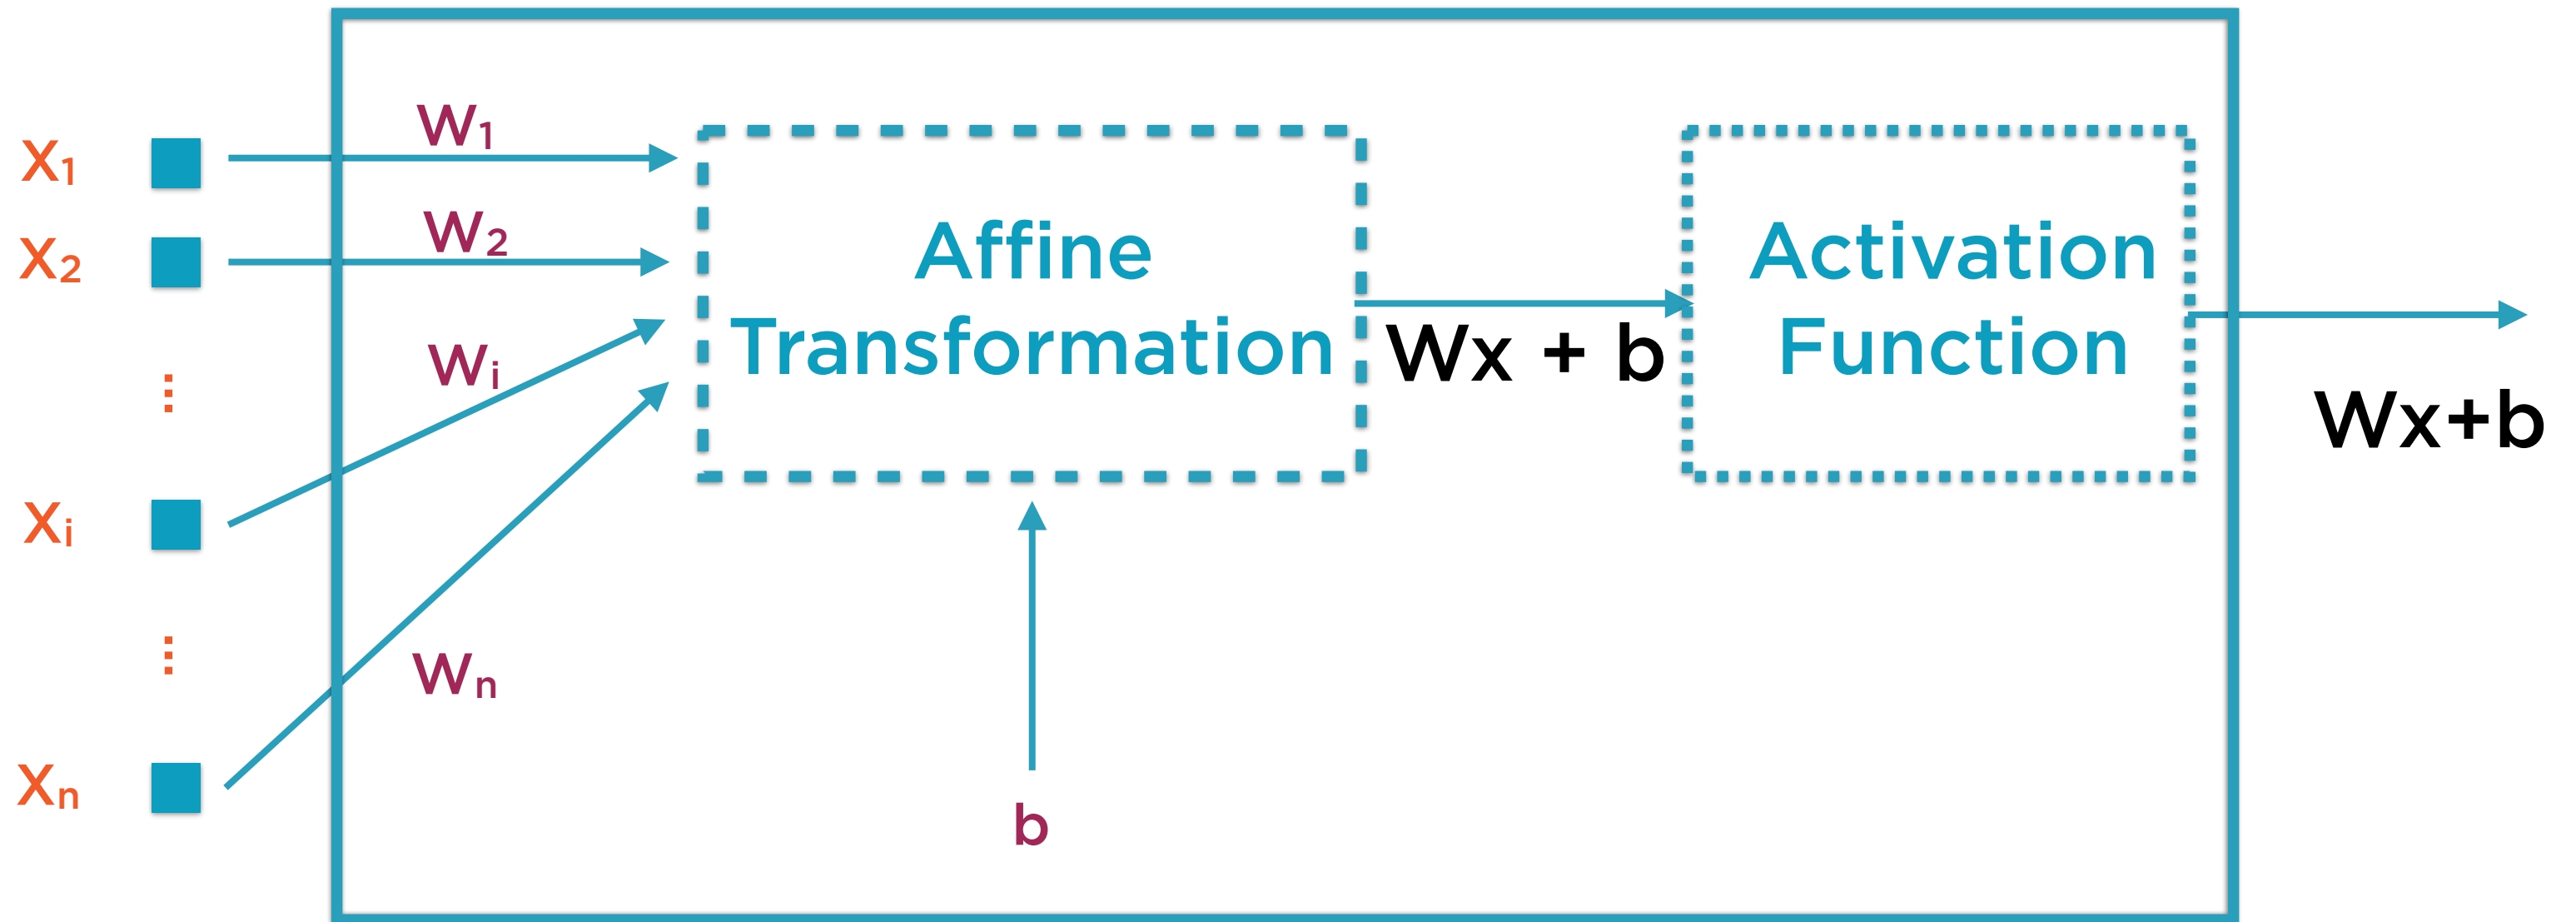 X₁
W₁
X₂
W₂
Wᵢ
⋮
Xᵢ
⋮
Wₙ
Xₙ
Affine
Transformation
b
Wx + b
Activation
Function
Wx+b